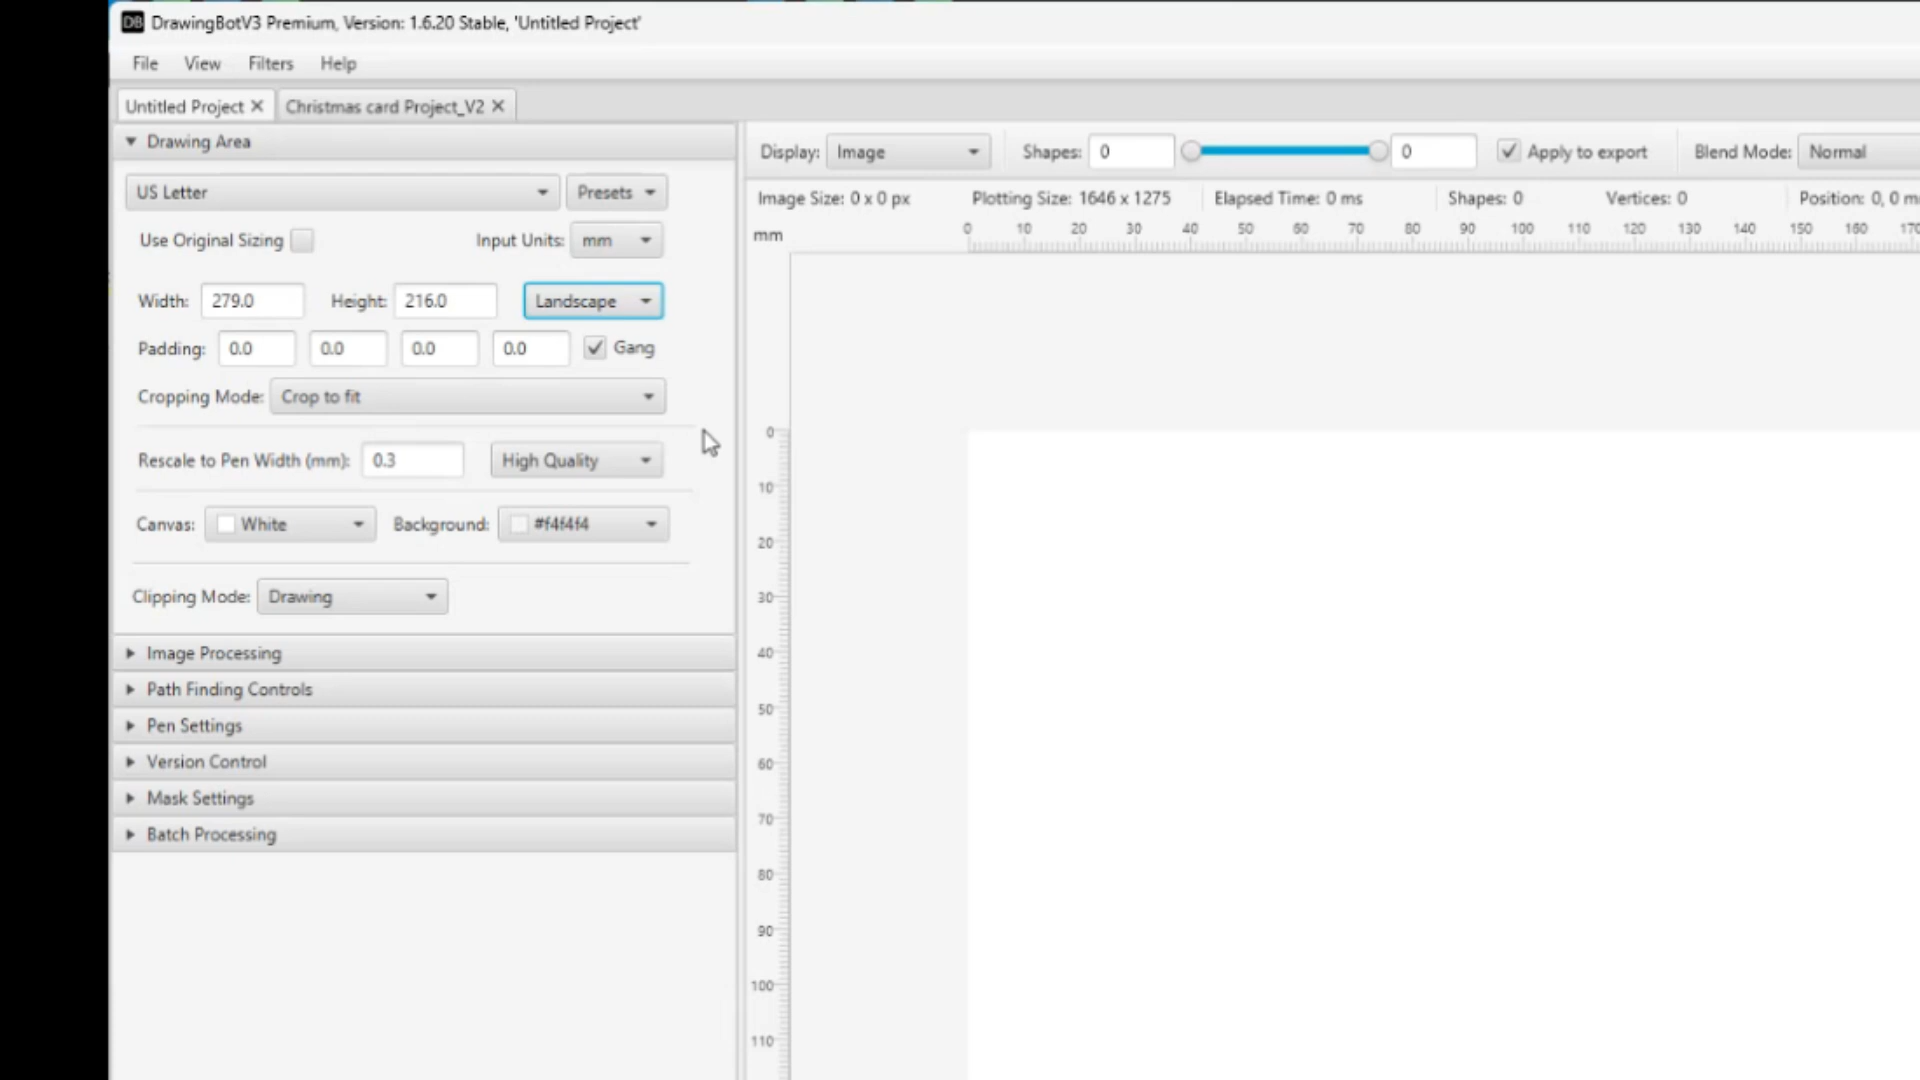 DB DrawingBotV3 Premium, Version: 1.6.20 Stable, 'Untitled Project'
File View Filters Help
Untitled Project Christmas card Project_V2
Drawing Area
US Letter Presets
Use Original Sizing Input Units: mm
Width: 279.0 Height: 216.0 Landscape
Padding: 0.0 0.0 0.0 0.0 Gang
Cropping Mode: Crop to fit
Rescale to Pen Width (mm): 0.3 High Quality
Canvas: White Background: #f4f4f4
Clipping Mode: Drawing
Image Processing
Path Finding Controls
Pen Settings
Version Control
Mask Settings
Batch Processing
Display: Image Shapes: 0 0 Apply to export Blend Mode: Normal
Image Size: 0 x 0 px Plotting Size: 1646 x 1275 Elapsed Time: 0 ms Shapes: 0 Vertices: 0 Position: 0, 0 m
mm 0 10 20 30 40 50 60 70 80 90 100 110 120 130 140 150 160 170
0
10
20
30
40
50
60
70
80
90
100
110